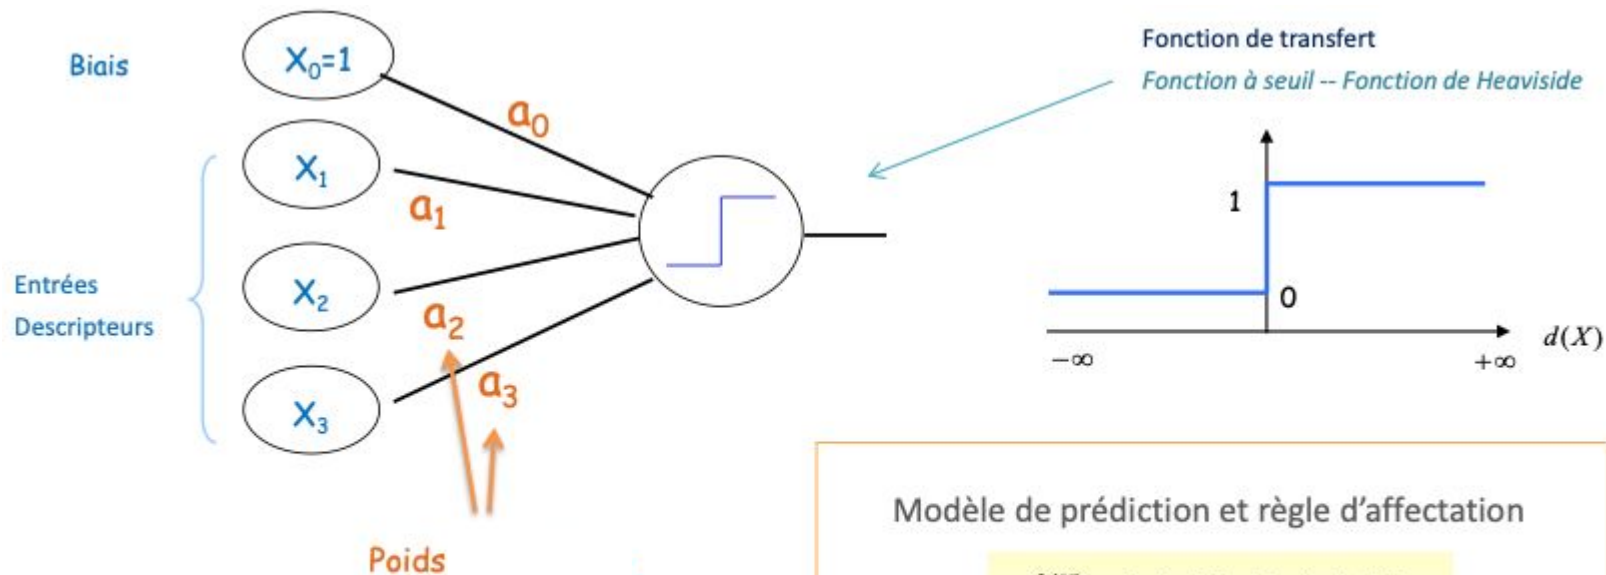 Biais
X₀=1
a₀
X₁
a₁
Entrées
Descripteurs
X₂
a₂
X₃
a₃
Poids
Fonction de transfert
Fonction à seuil -- Fonction de Heaviside
1
0
−∞
+∞
d(X)
Modèle de prédiction et règle d'affectation